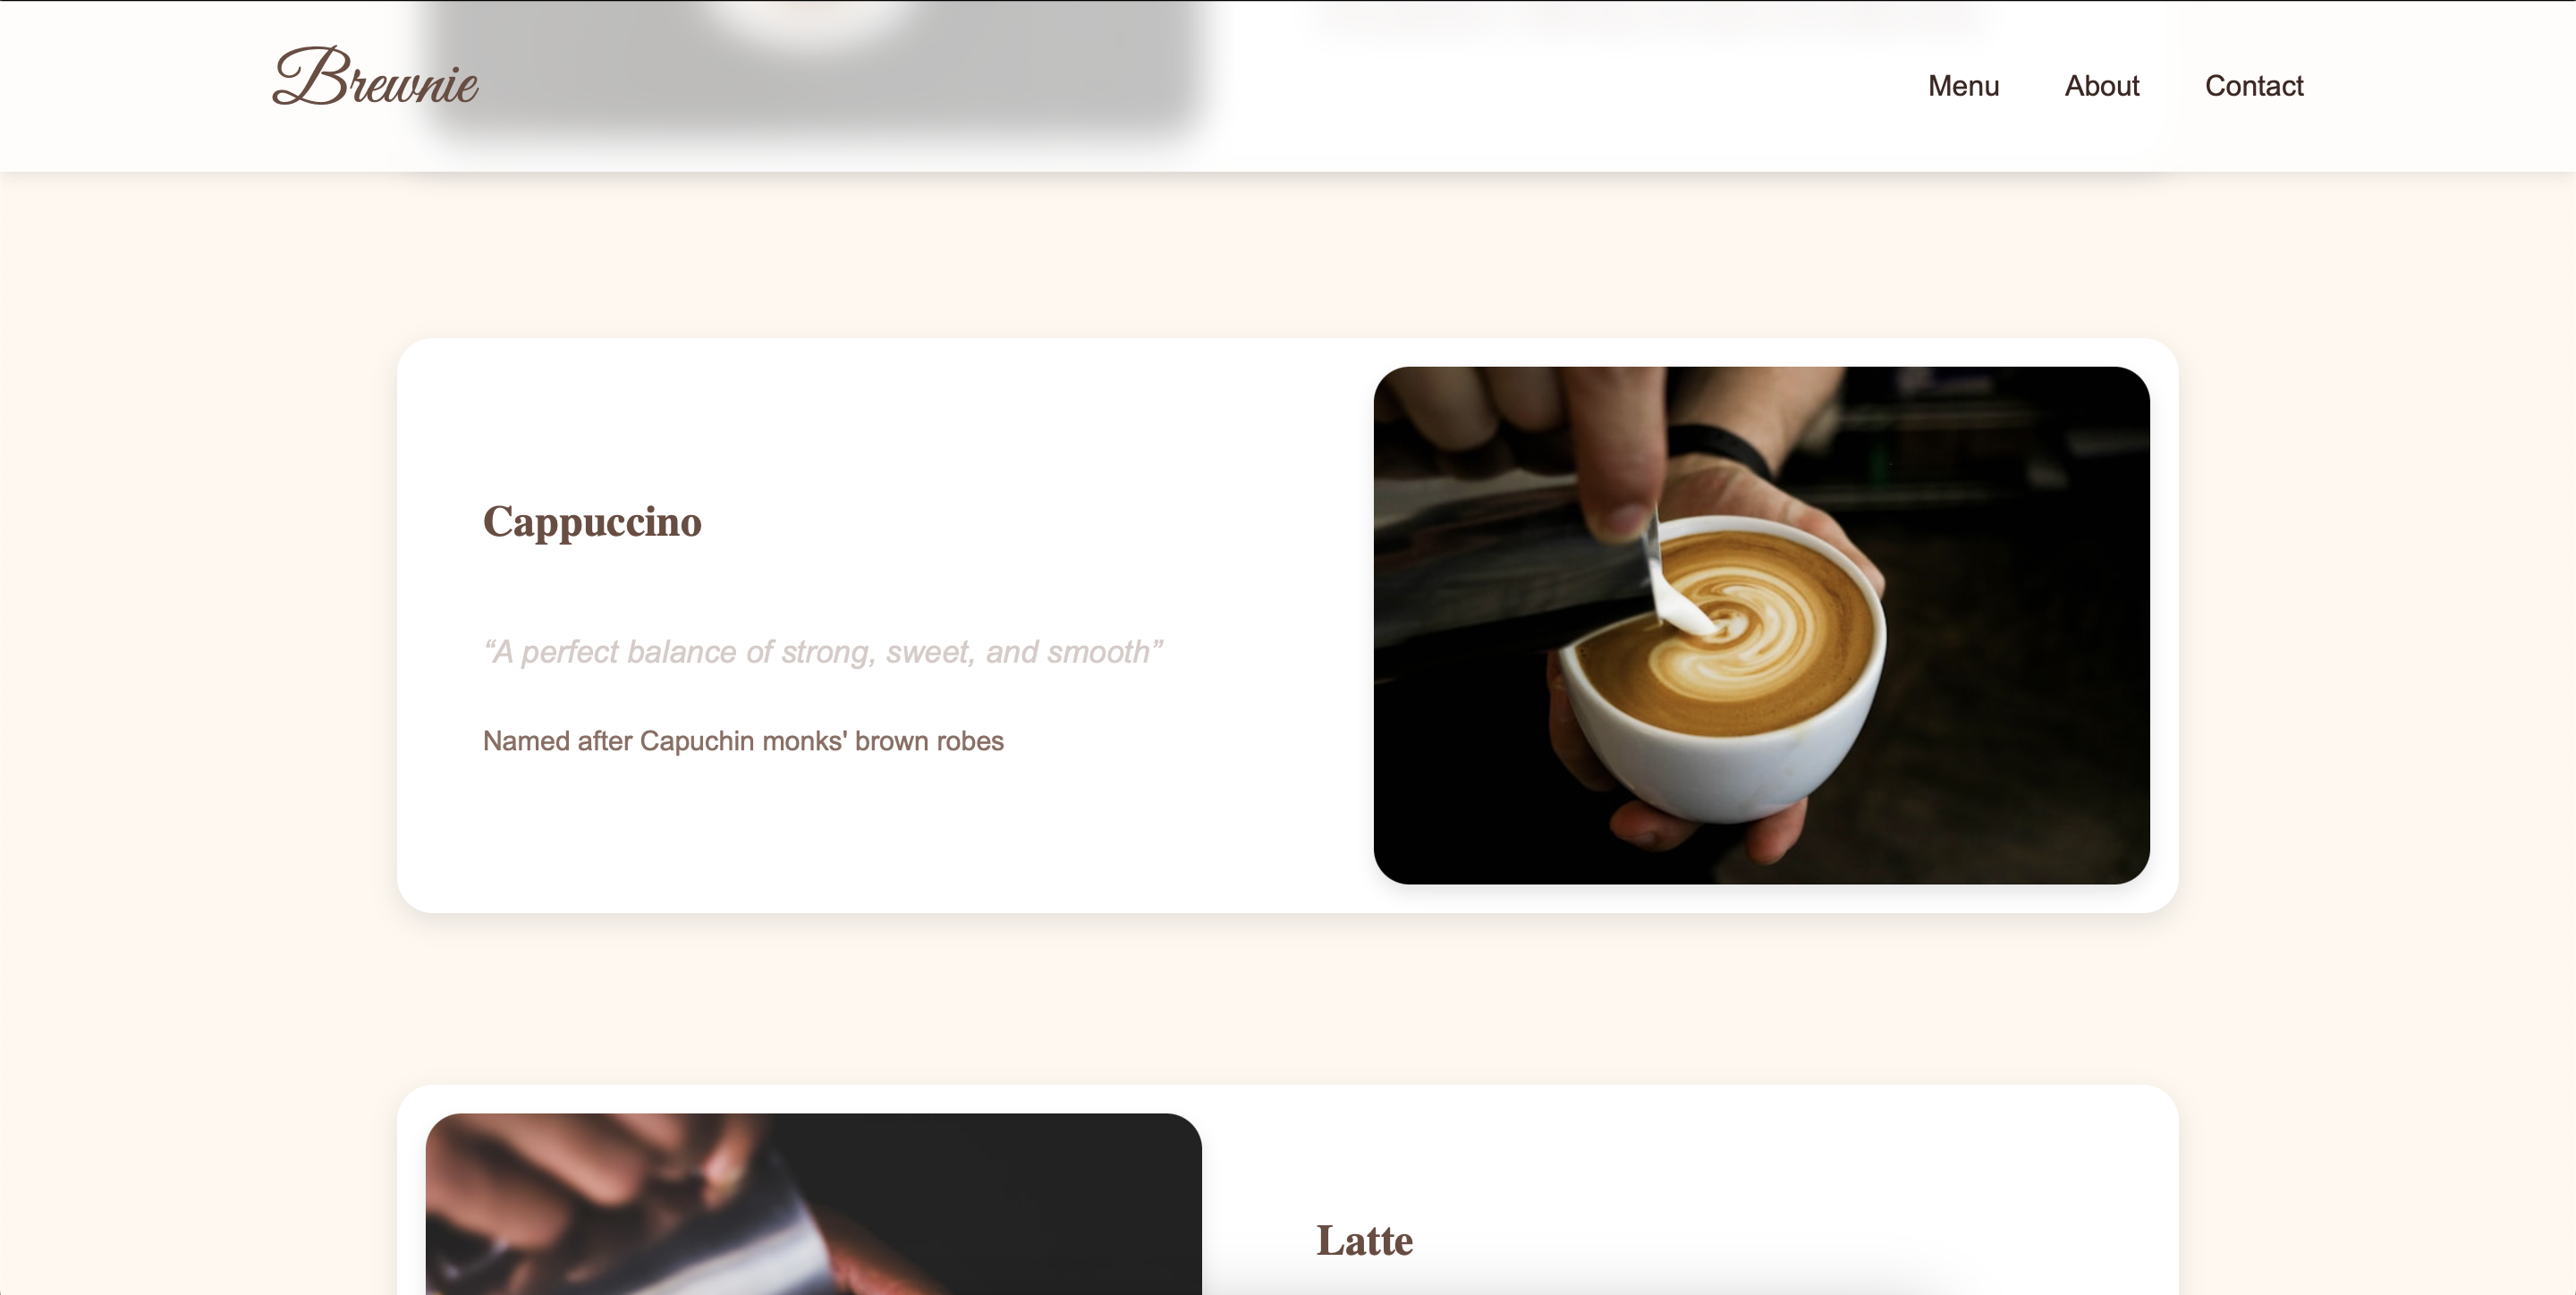 Brewnie
Menu
About
Contact
Cappuccino
“A perfect balance of strong, sweet, and smooth”
Named after Capuchin monks' brown robes
Latte